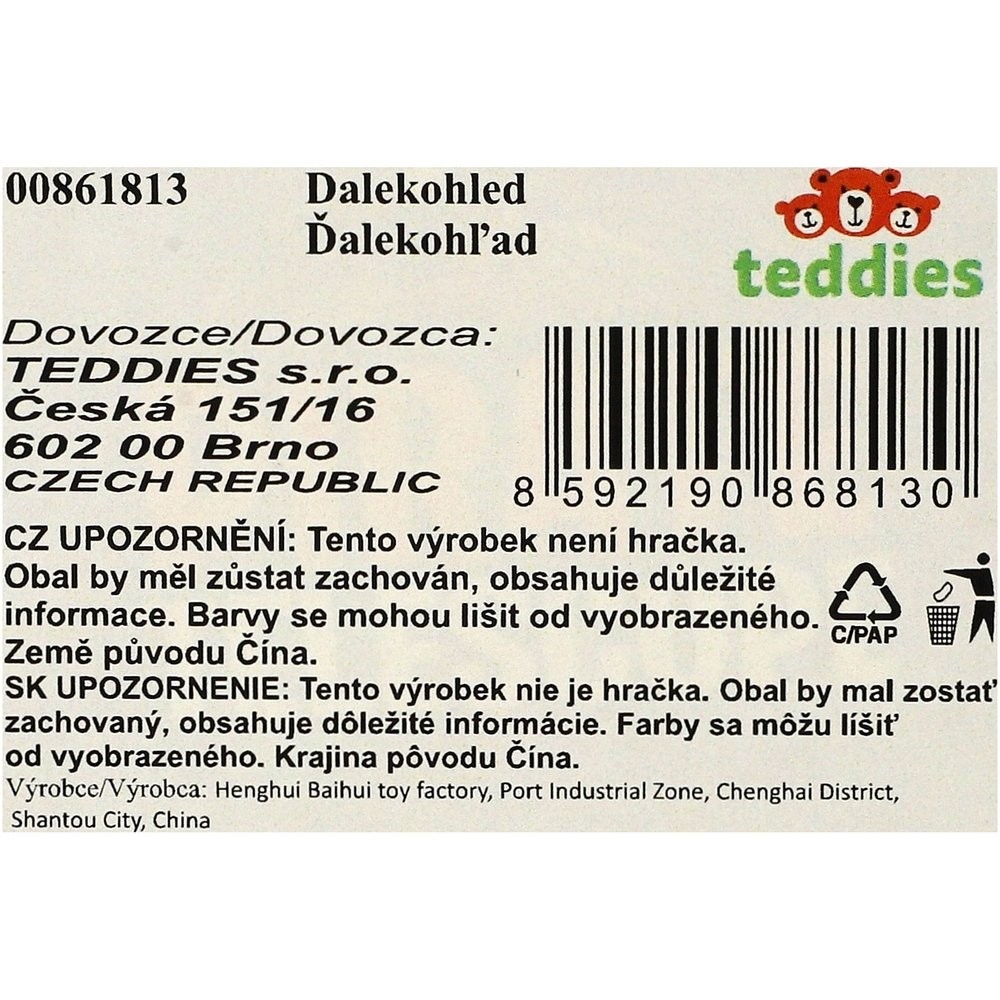 00861813
Dalekohled
Ďalekohľad
teddies
Dovozce/Dovozca:
TEDDIES s.r.o.
Česká 151/16
602 00 Brno
CZECH REPUBLIC
8 592190 868130
CZ UPOZORNĚNÍ: Tento výrobek není hračka.
Obal by měl zůstat zachován, obsahuje důležité
informace. Barvy se mohou lišit od vyobrazeného.
Země původu Čína.
C/PAP
SK UPOZORNENIE: Tento výrobek nie je hračka. Obal by mal zostať
zachovaný, obsahuje dôležité informácie. Farby sa môžu líšiť
od vyobrazeného. Krajina pôvodu Čína.
Výrobce/Výrobca: Henghui Baihui toy factory, Port Industrial Zone, Chenghai District,
Shantou City, China